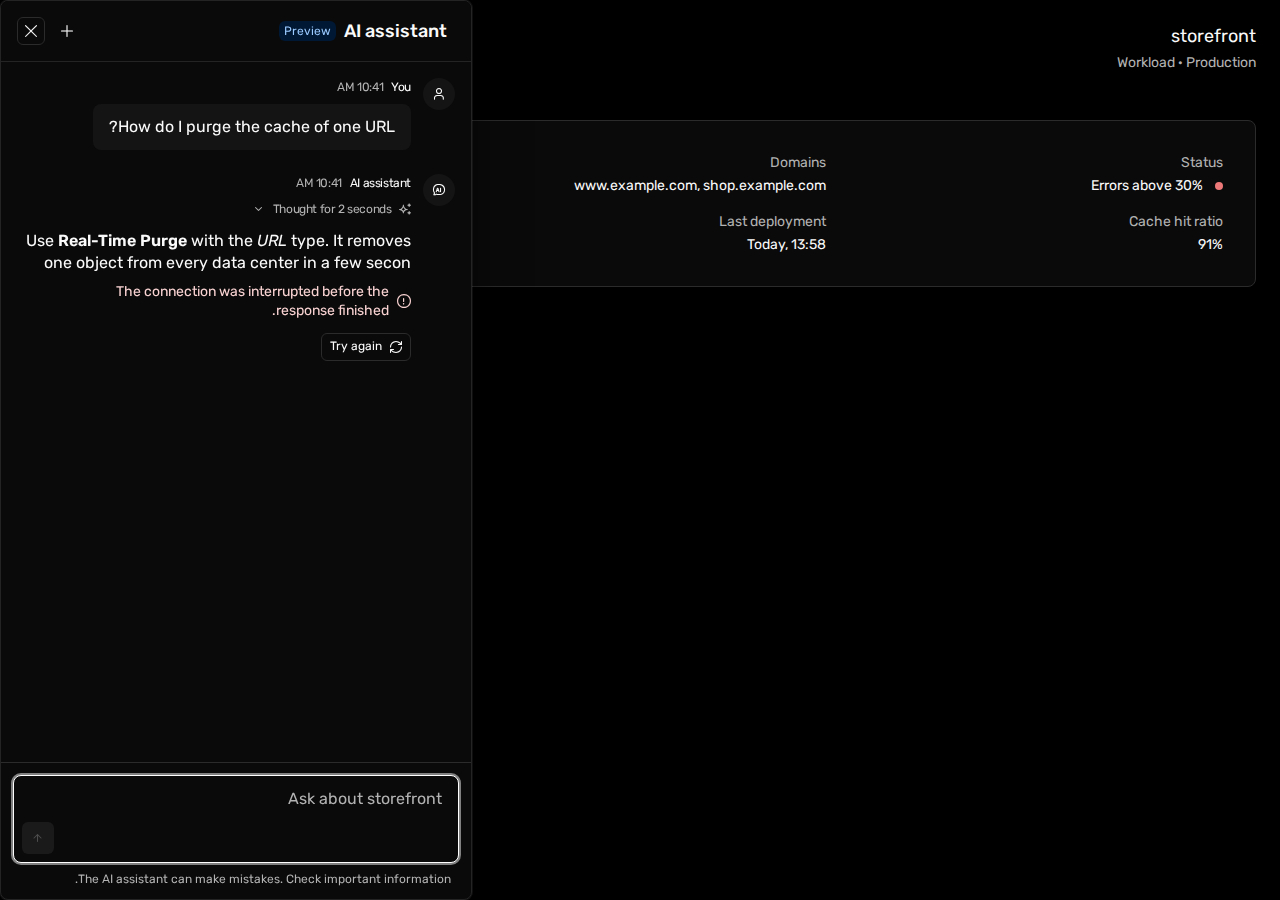 AI assistant
Preview
You
10:41 AM
How do I purge the cache of one URL?
AI assistant
10:41 AM
Thought for 2 seconds
Use Real-Time Purge with the URL type. It removes
one object from every data center in a few secon
The connection was interrupted before the
response finished.
Try again
Ask about storefront
The AI assistant can make mistakes. Check important information.
storefront
Workload • Production
Status
Errors above 30%
Domains
www.example.com, shop.example.com
Cache hit ratio
91%
Last deployment
Today, 13:58